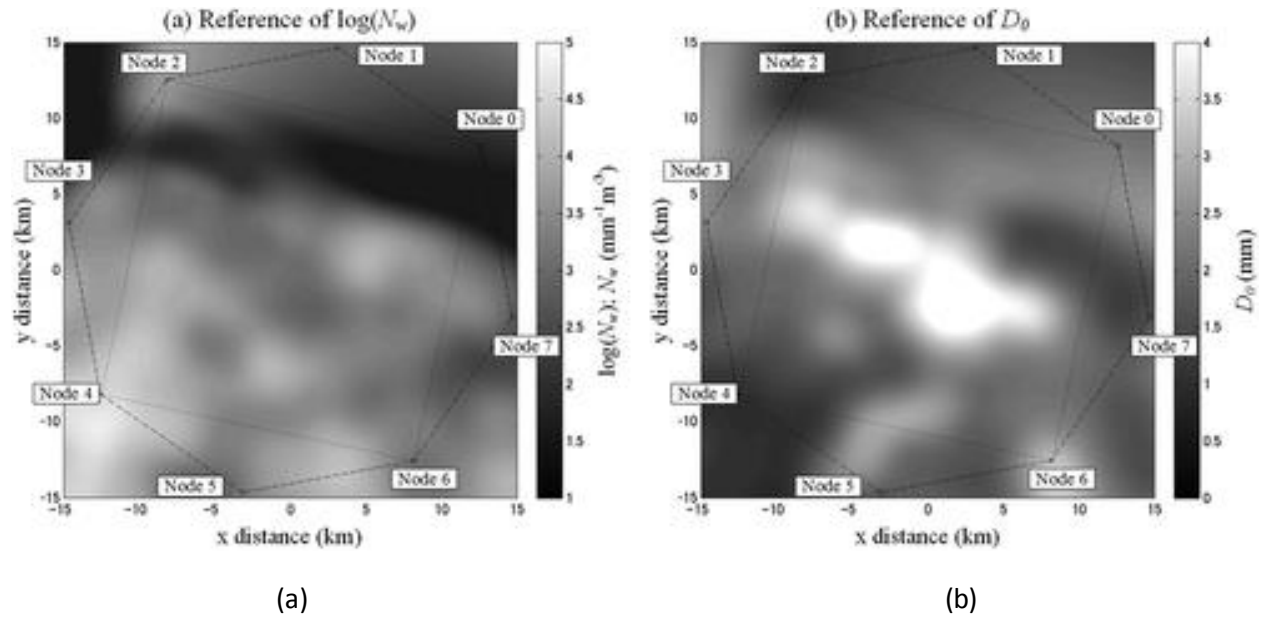 (a) Reference of log(N_w)
15
10
5
0
-5
-10
-15
y distance (km)
-15 -10 -5 0 5 10 15
x distance (km)
Node 2
Node 1
Node 0
Node 3
Node 7
Node 4
Node 6
Node 5
5
4.5
4
3.5
3
2.5
2
1.5
1
log(N_w); N_w (mm⁻¹m⁻³)
(b) Reference of D_0
15
10
5
0
-5
-10
-15
y distance (km)
-15 -10 -5 0 5 10 15
x distance (km)
Node 2
Node 1
Node 0
Node 3
Node 7
Node 4
Node 6
Node 5
4
3.5
3
2.5
2
1.5
1
0.5
0
D_0 (mm)
(a)
(b)